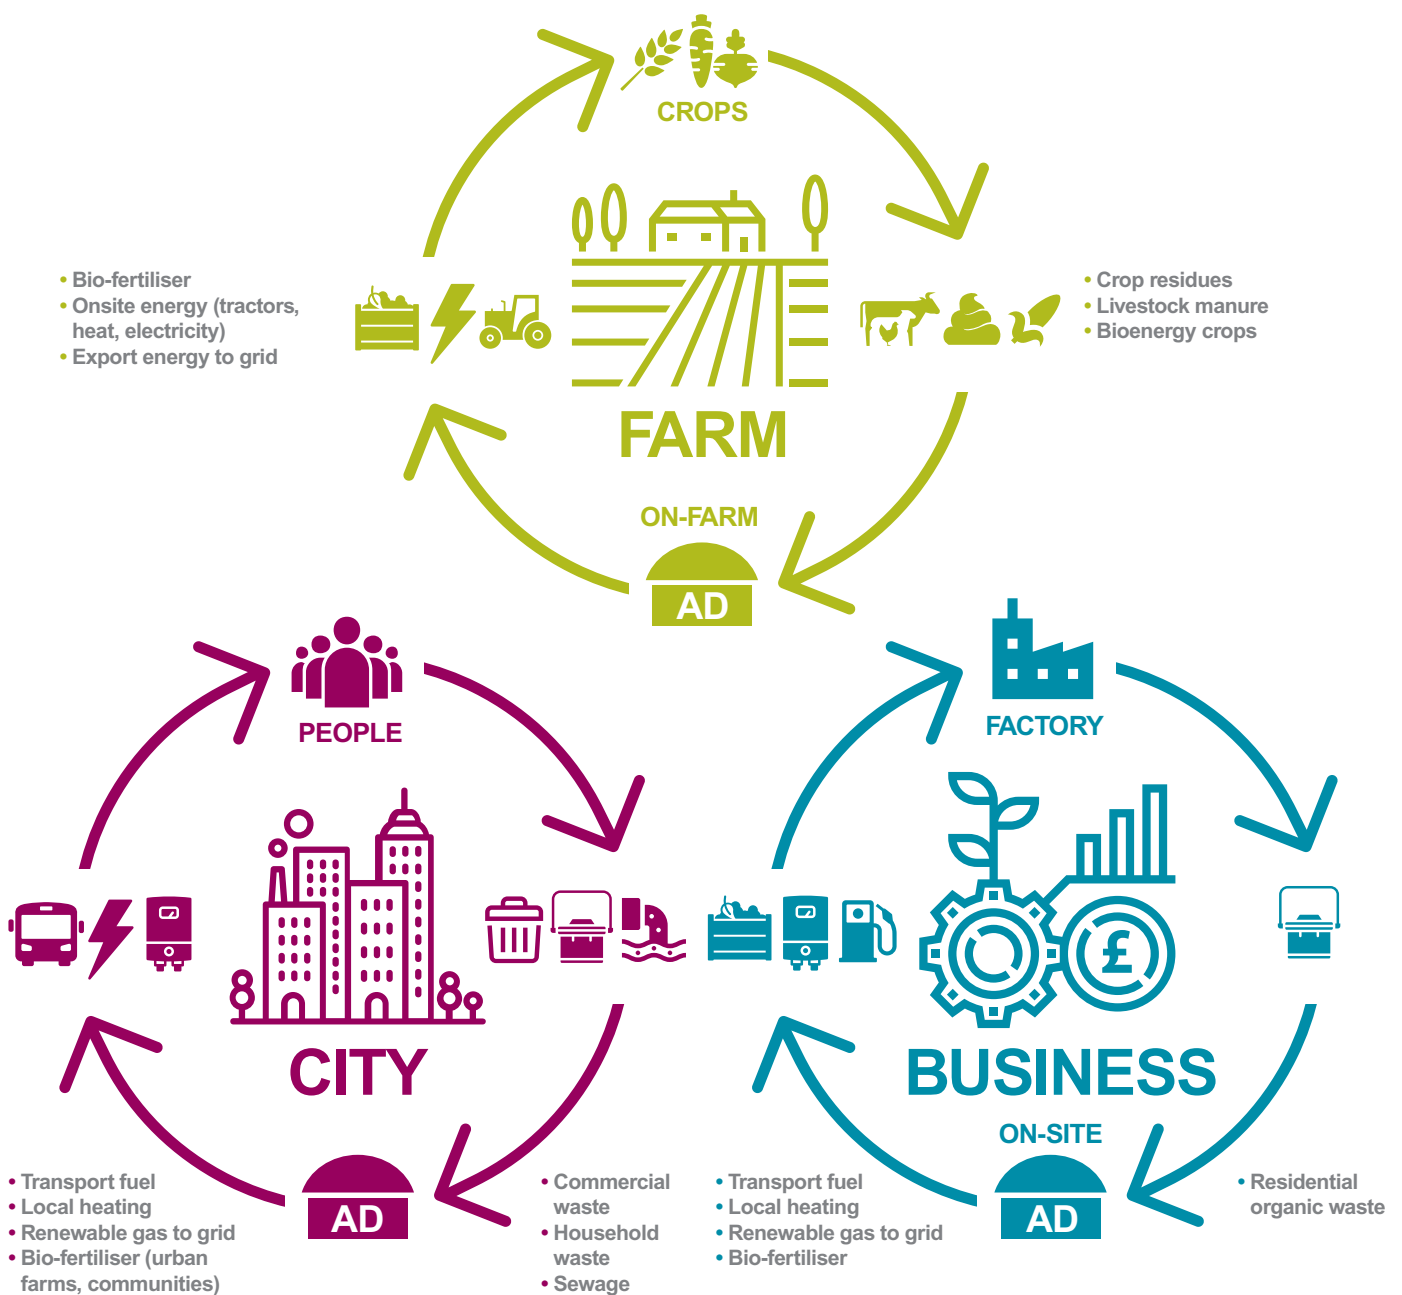 CROPS
• Bio-fertiliser
• Onsite energy (tractors,
heat, electricity)
• Export energy to grid
• Crop residues
• Livestock manure
• Bioenergy crops
FARM
ON-FARM
AD
PEOPLE
CITY
AD
• Transport fuel
• Local heating
• Renewable gas to grid
• Bio-fertiliser (urban
farms, communities)
• Commercial
waste
• Household
waste
• Sewage
FACTORY
£
BUSINESS
ON-SITE
AD
• Transport fuel
• Local heating
• Renewable gas to grid
• Bio-fertiliser
• Residential
organic waste